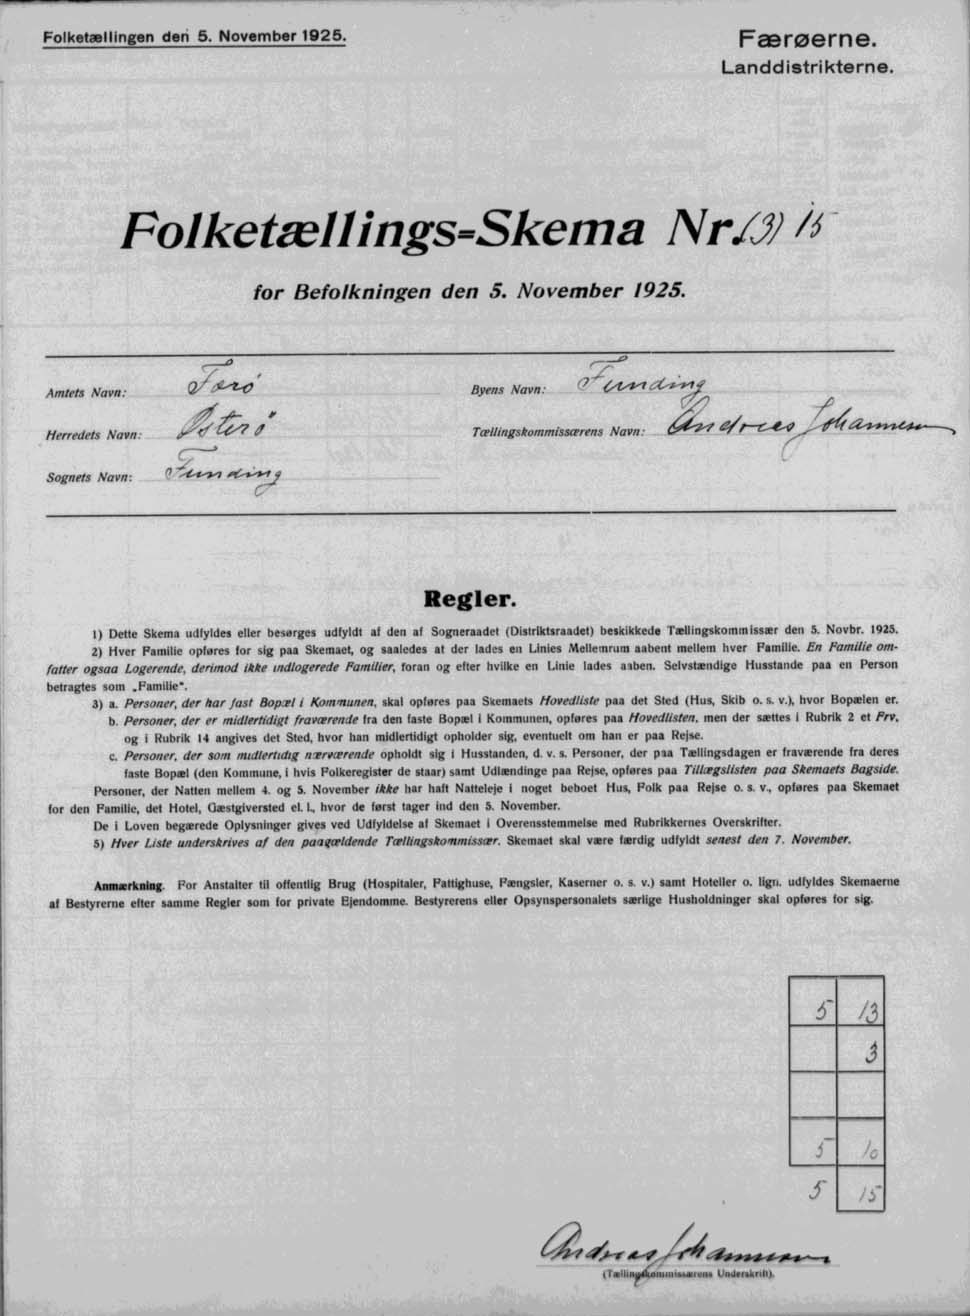 Folketællingen den 5. November 1925.
Færøerne.
Landdistrikterne.
Folketællings=Skema Nr. (3) 15
for Befolkningen den 5. November 1925.
Amtets Navn: Færö
Byens Navn: Funding
Herredets Navn: Østerö
Tællingskommissærens Navn: Andreas Johannesen
Sognets Navn: Funding
Regler.
1) Dette Skema udfyldes eller besørges udfyldt af den af Sogneraadet (Distriktsraadet) beskikkede Tællingskommissær den 5. Novbr. 1925.
2) Hver Familie opføres for sig paa Skemaet, og saaledes at der lades en Linies Mellemrum aabent mellem hver Familie. En Familie om-
fatter ogsaa Logerende, derimod ikke indlogerede Familier, foran og efter hvilke en Linie lades aaben. Selvstændige Husstande paa en Person
betragtes som „Familie".
3) a. Personer, der har fast Bopæl i Kommunen, skal opføres paa Skemaets Hovedliste paa det Sted (Hus, Skib o. s. v.), hvor Bopælen er.
b. Personer, der er midlertidigt fraværende fra den faste Bopæl i Kommunen, opføres paa Hovedlisten, men der sættes i Rubrik 2 et Frv,
og i Rubrik 14 angives det Sted, hvor han midlertidigt opholder sig, eventuelt om han er paa Rejse.
c. Personer, der som midlertidig nærværende opholdt sig i Husstanden, d. v. s. Personer, der paa Tællingsdagen er fraværende fra deres
faste Bopæl (den Kommune, i hvis Folkeregister de staar) samt Udlændinge paa Rejse, opføres paa Tillægslisten paa Skemaets Bagside.
Personer, der Natten mellem 4. og 5. November ikke har haft Natteleje i noget beboet Hus, Folk paa Rejse o. s. v., opføres paa Skemaet
for den Familie, det Hotel, Gæstgiversted el. l., hvor de først tager ind den 5. November.
De i Loven begærede Oplysninger gives ved Udfyldelse af Skemaet i Overensstemmelse med Rubrikkernes Overskrifter.
5) Hver Liste underskrives af den paagældende Tællingskommissær. Skemaet skal være færdig udfyldt senest den 7. November.
Anmærkning. For Anstalter til offentlig Brug (Hospitaler, Fattighuse, Fængsler, Kaserner o. s. v.) samt Hoteller o. lign. udfyldes Skemaerne
af Bestyrerne efter samme Regler som for private Ejendomme. Bestyrerens eller Opsynspersonalets særlige Husholdninger skal opføres for sig.
5 13
3
5 10
5 15
Andreas Johannesen
(Tællingskommissærens Underskrift).